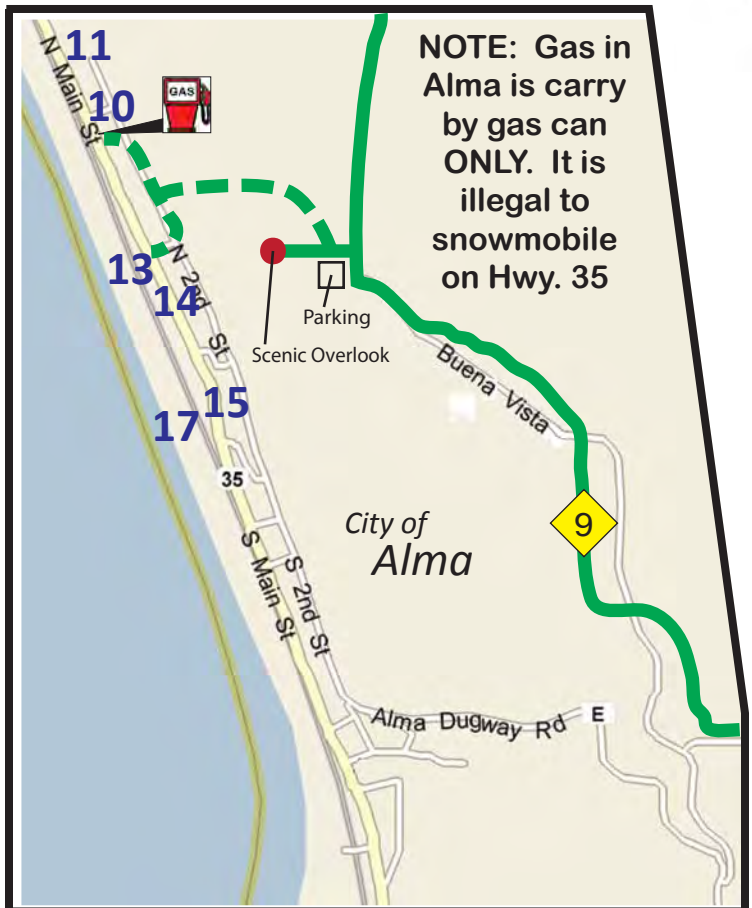 NOTE: Gas in
Alma is carry
by gas can
ONLY. It is
illegal to
snowmobile
on Hwy. 35
11
N Main St
10
GAS
13
14
N 2nd St
Parking
Scenic Overlook
Buena Vista
15
17
35
9
City of
Alma
S Main St
S 2nd St
Alma Dugway Rd
E